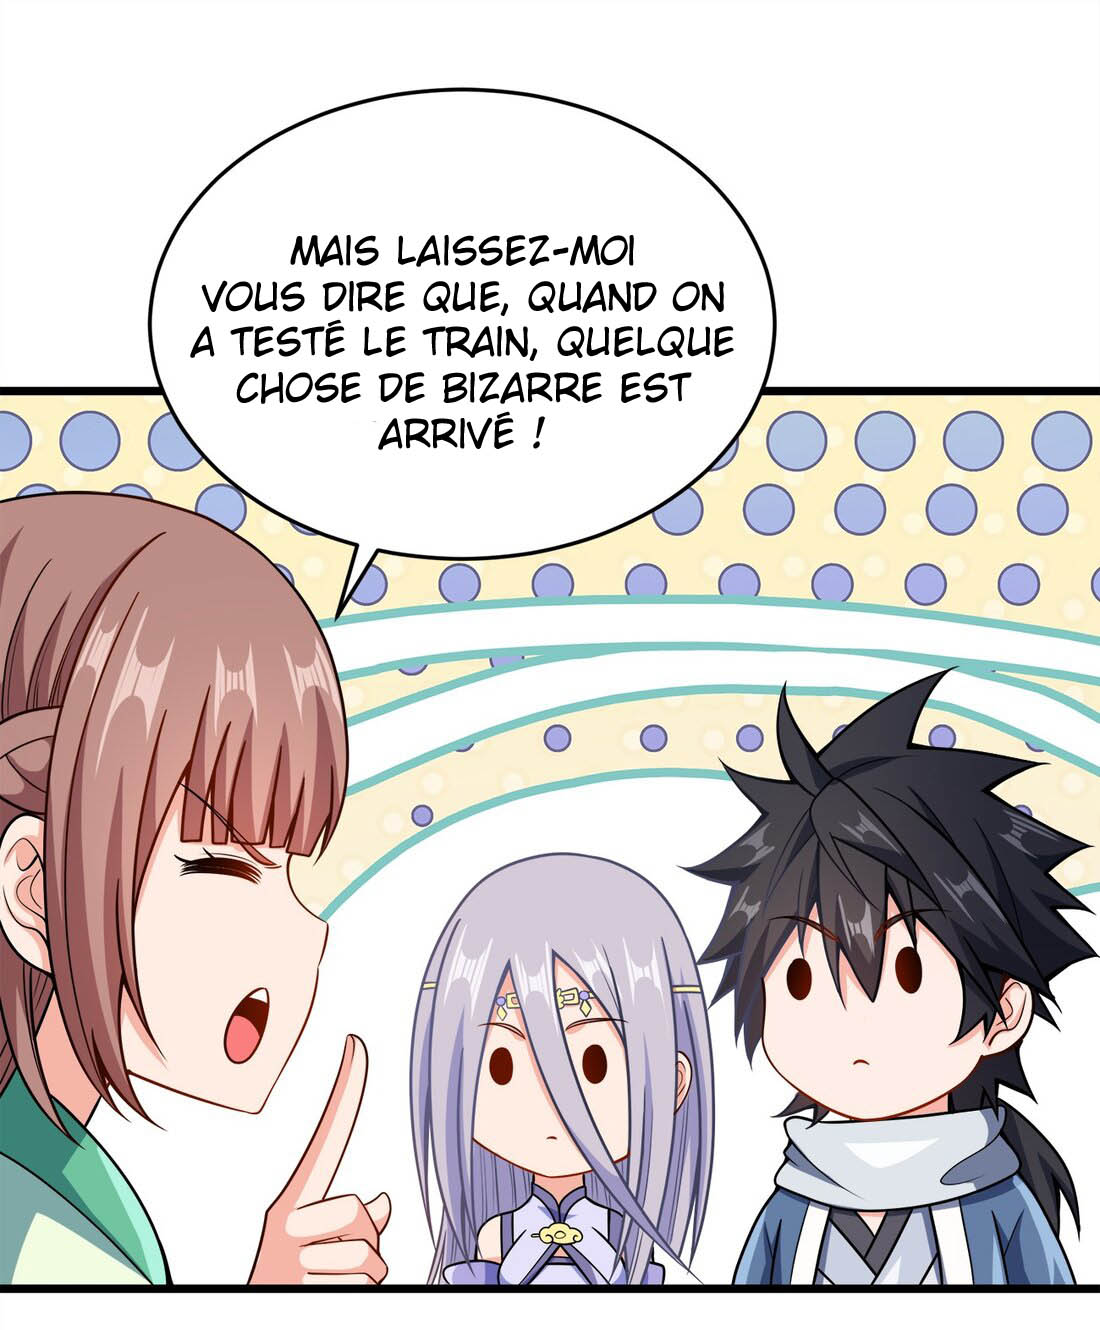 MAIS LAISSEZ-MOI
VOUS DIRE QUE, QUAND ON
A TESTÉ LE TRAIN, QUELQUE
CHOSE DE BIZARRE EST
ARRIVÉ !